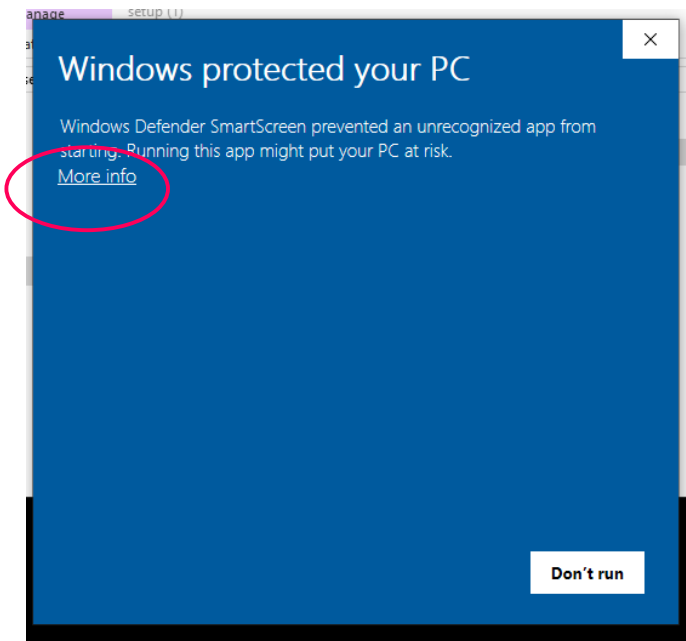 anage
setup (1)
Windows protected your PC
Windows Defender SmartScreen prevented an unrecognized app from
starting. Running this app might put your PC at risk.
More info
Don't run